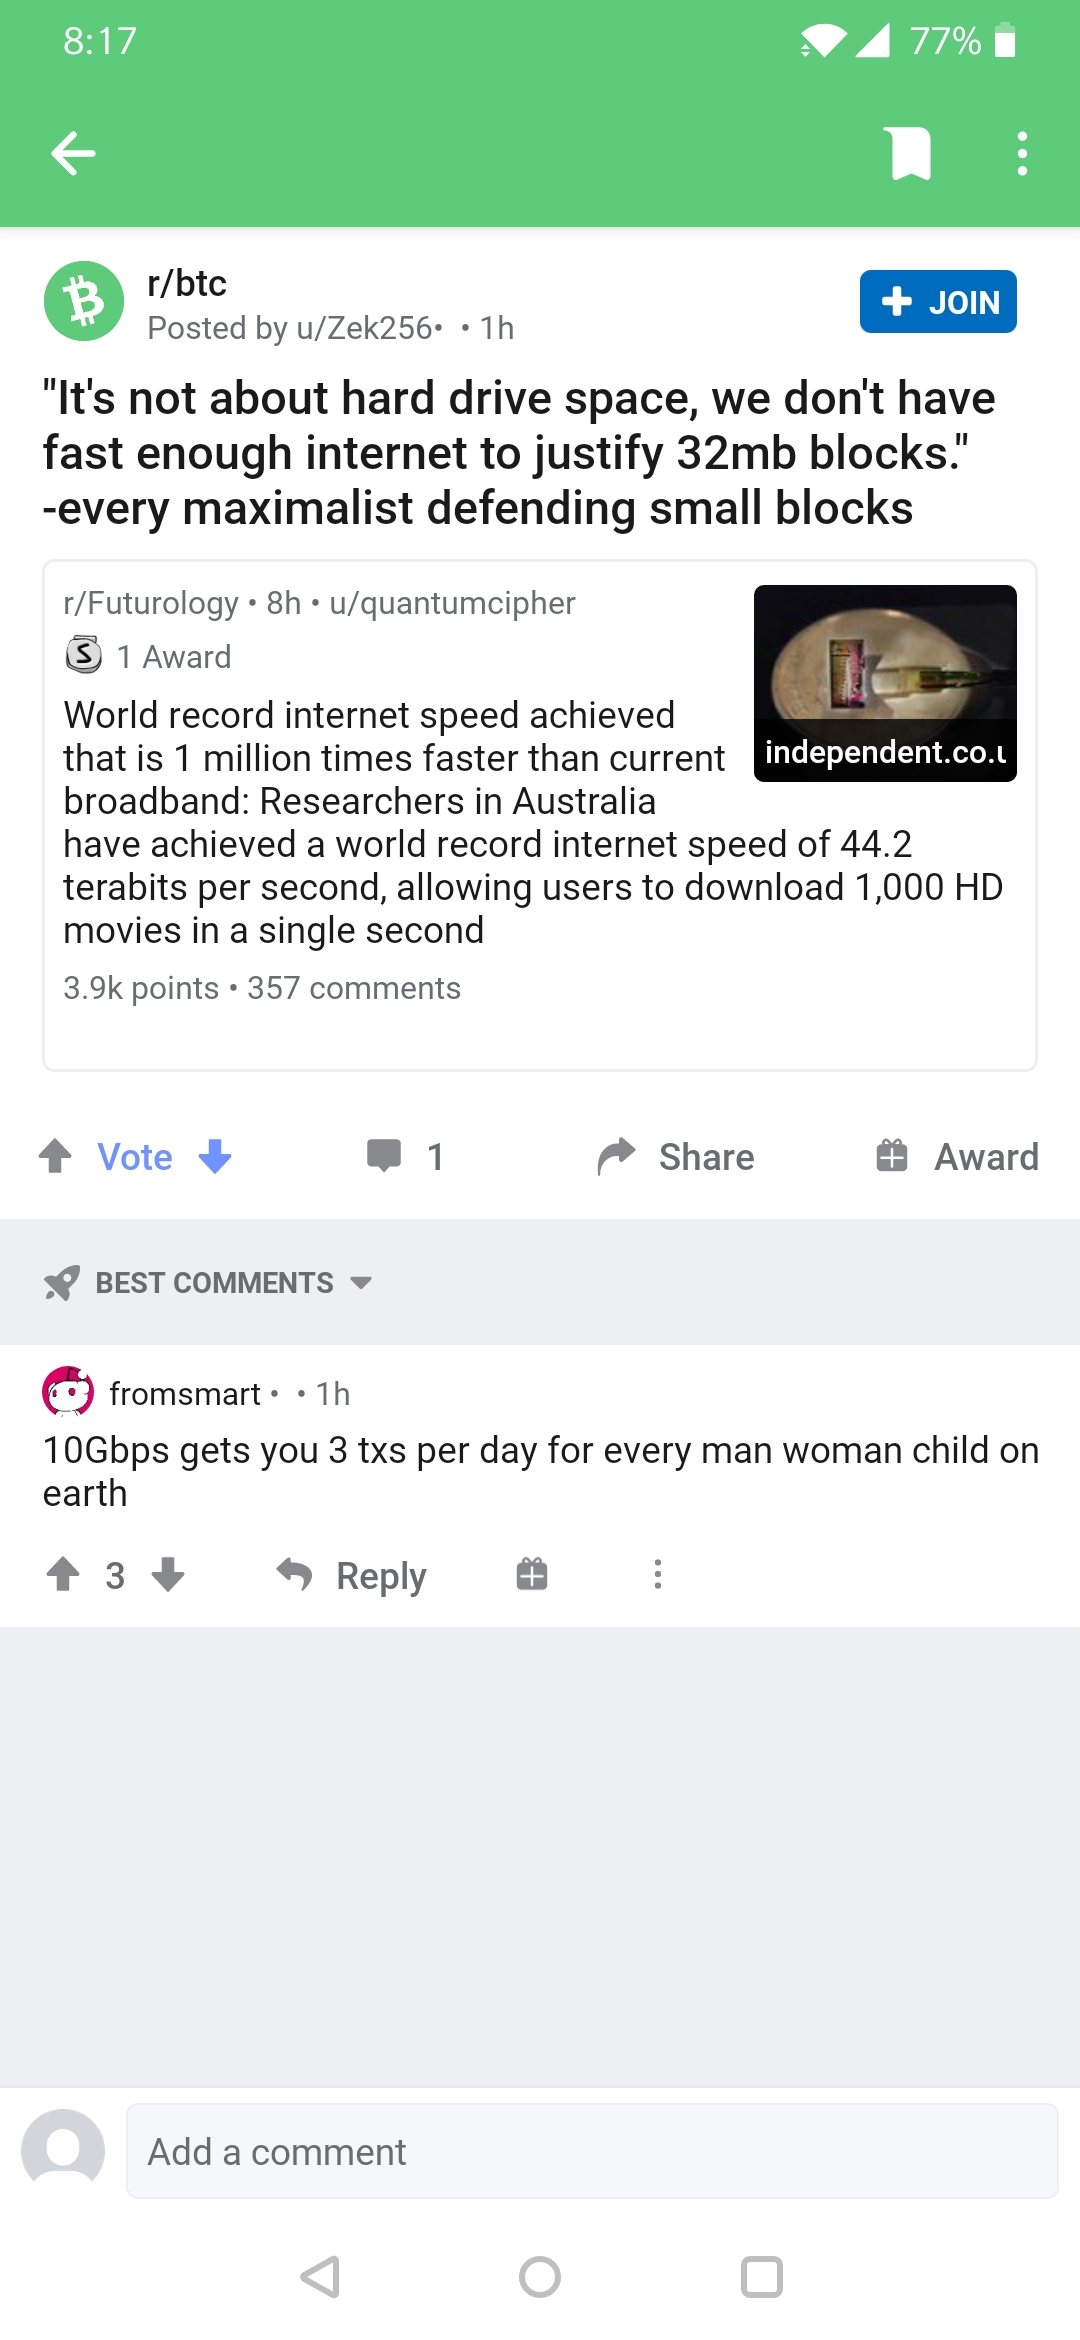 8:17
77%
r/btc
Posted by u/Zek256• • 1h
JOIN
"It's not about hard drive space, we don't have
fast enough internet to justify 32mb blocks."
-every maximalist defending small blocks
r/Futurology • 8h • u/quantumcipher
1 Award
World record internet speed achieved
that is 1 million times faster than current
broadband: Researchers in Australia
have achieved a world record internet speed of 44.2
terabits per second, allowing users to download 1,000 HD
movies in a single second
independent.co.u
3.9k points • 357 comments
Vote
1
Share
Award
BEST COMMENTS
fromsmart • • 1h
10Gbps gets you 3 txs per day for every man woman child on
earth
3
Reply
Add a comment